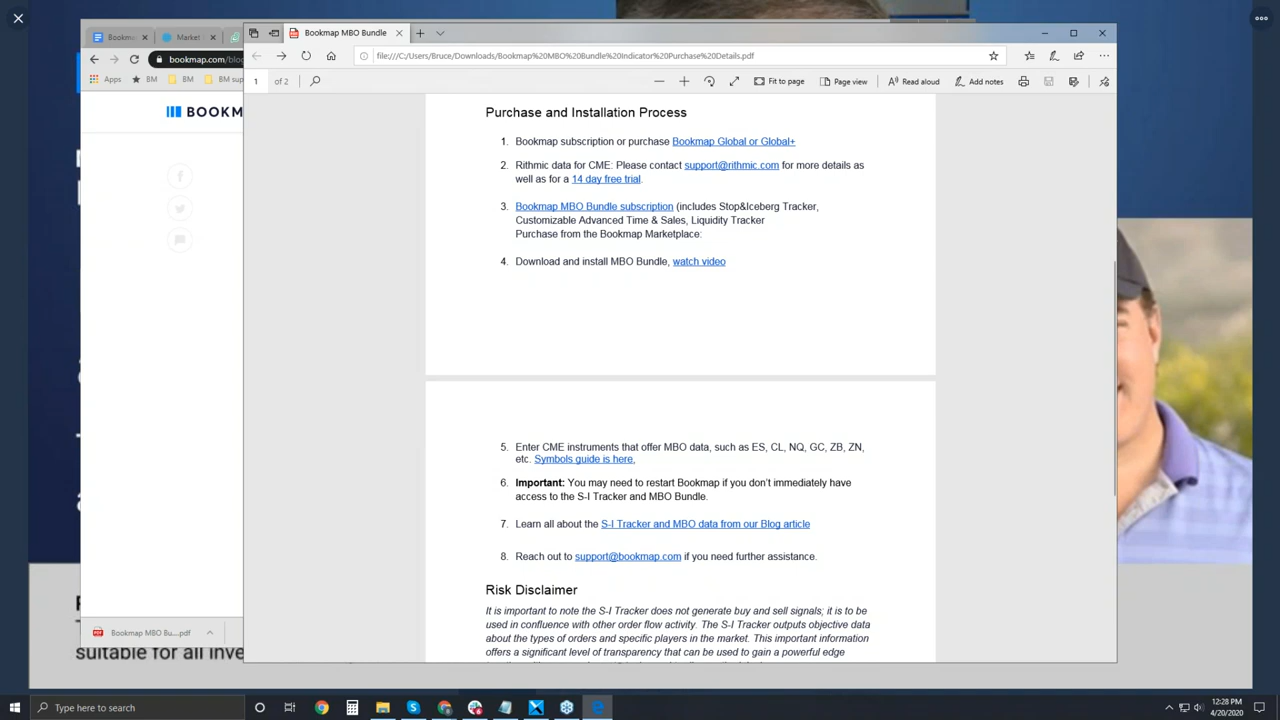 Bookmap MBO Bundle
Bookm
Market
bookmap.com/blog
file:///C:/Users/Bruce/Downloads/Bookmap%20MBO%20Bundle%20Indicator%20Purchase%20Details.pdf
Apps
BM
BM
BM sup
1 of 2
Fit to page
Page view
Read aloud
Add notes
BOOKM
Purchase and Installation Process
1. Bookmap subscription or purchase Bookmap Global or Global+
2. Rithmic data for CME: Please contact support@rithmic.com for more details as
well as for a 14 day free trial.
3. Bookmap MBO Bundle subscription (includes Stop&Iceberg Tracker,
Customizable Advanced Time & Sales, Liquidity Tracker
Purchase from the Bookmap Marketplace:
4. Download and install MBO Bundle, watch video
5. Enter CME instruments that offer MBO data, such as ES, CL, NQ, GC, ZB, ZN,
etc. Symbols guide is here,
6. Important: You may need to restart Bookmap if you don't immediately have
access to the S-I Tracker and MBO Bundle.
7. Learn all about the S-I Tracker and MBO data from our Blog article
8. Reach out to support@bookmap.com if you need further assistance.
Risk Disclaimer
It is important to note the S-I Tracker does not generate buy and sell signals; it is to be
used in confluence with other order flow activity. The S-I Tracker outputs objective data
about the types of orders and specific players in the market. This important information
offers a significant level of transparency that can be used to gain a powerful edge
Bookmap MBO Bu....pdf
suitable for all inve
Type here to search
12:28 PM
4/20/2020